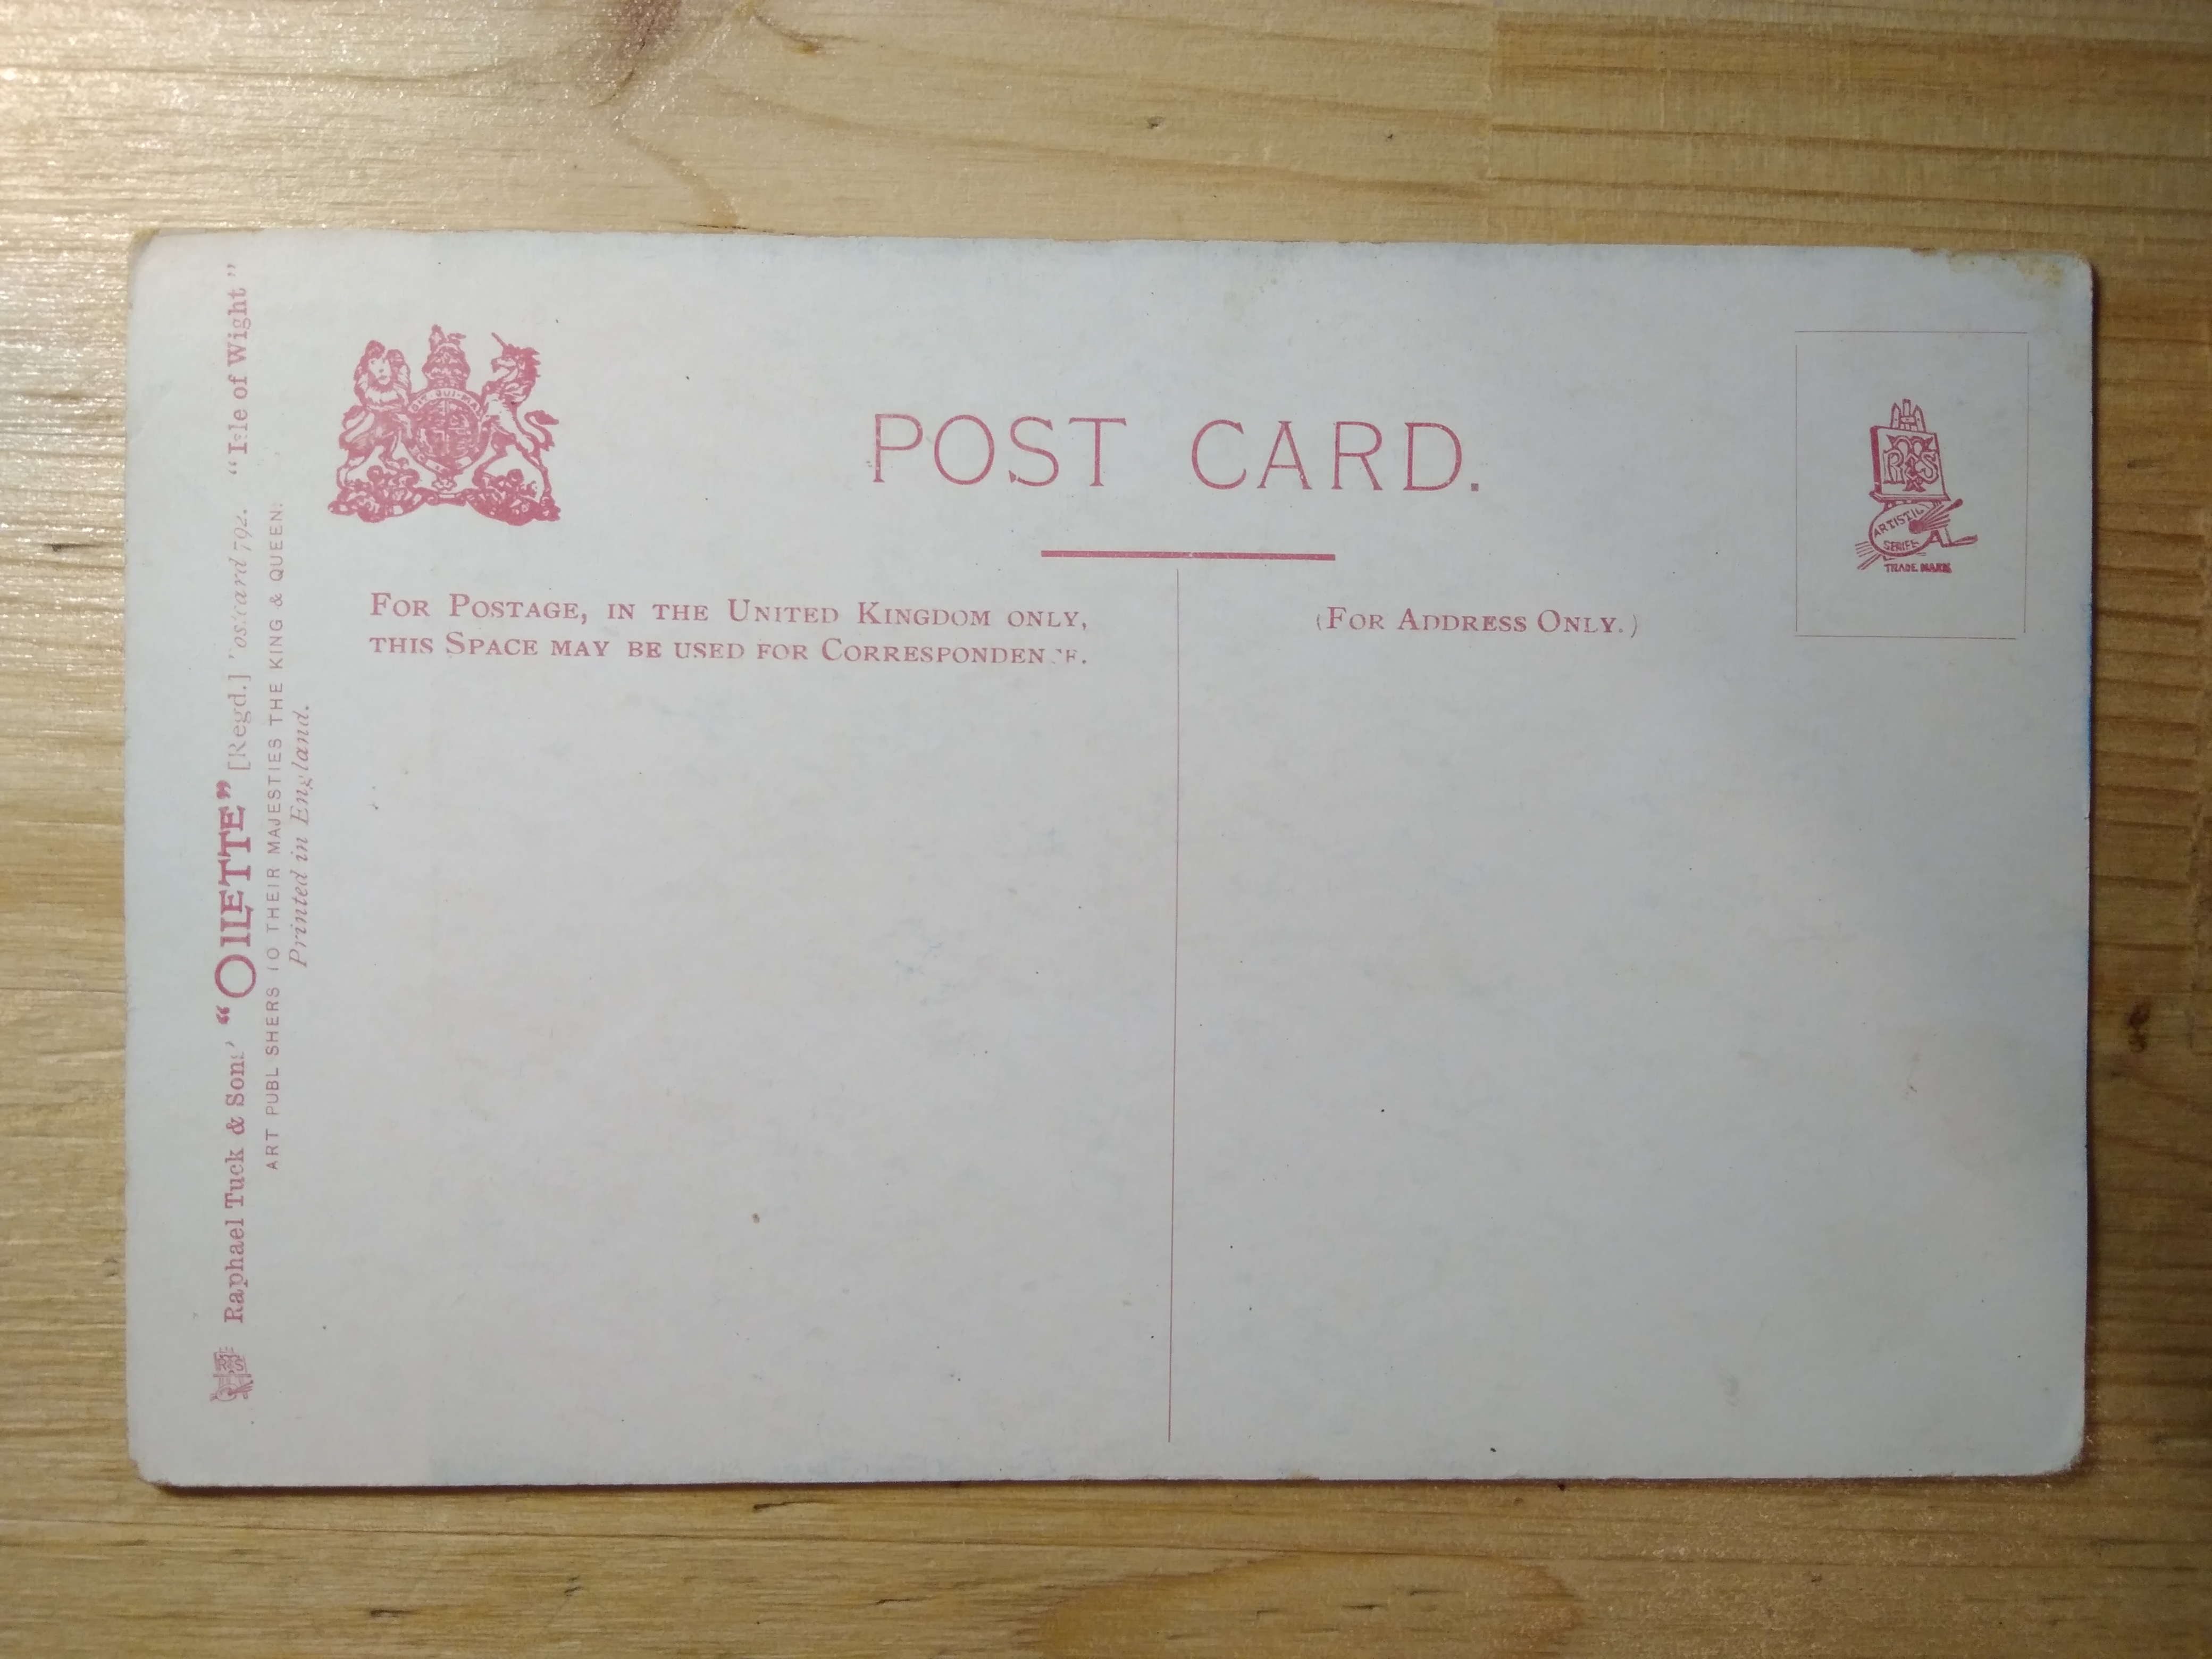 POST CARD.
FOR POSTAGE, IN THE UNITED KINGDOM ONLY,
THIS SPACE MAY BE USED FOR CORRESPONDENCE.
(FOR ADDRESS ONLY.)
RTS
ARTISTIC
SERIES
TRADE MARK
Raphael Tuck & Sons' "OILETTE" [Regd.] Postcard 792. "Isle of Wight"
ART PUBLISHERS TO THEIR MAJESTIES THE KING & QUEEN.
Printed in England.